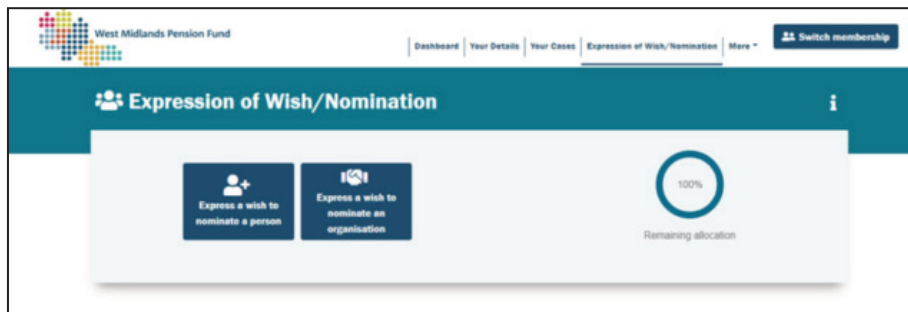 West Midlands Pension Fund
Dashboard Your Details Your Cases Expression of Wish/Nomination More
Switch membership
Expression of Wish/Nomination
i
Express a wish to
nominate a person
Express a wish to
nominate an
organisation
100%
Remaining allocation